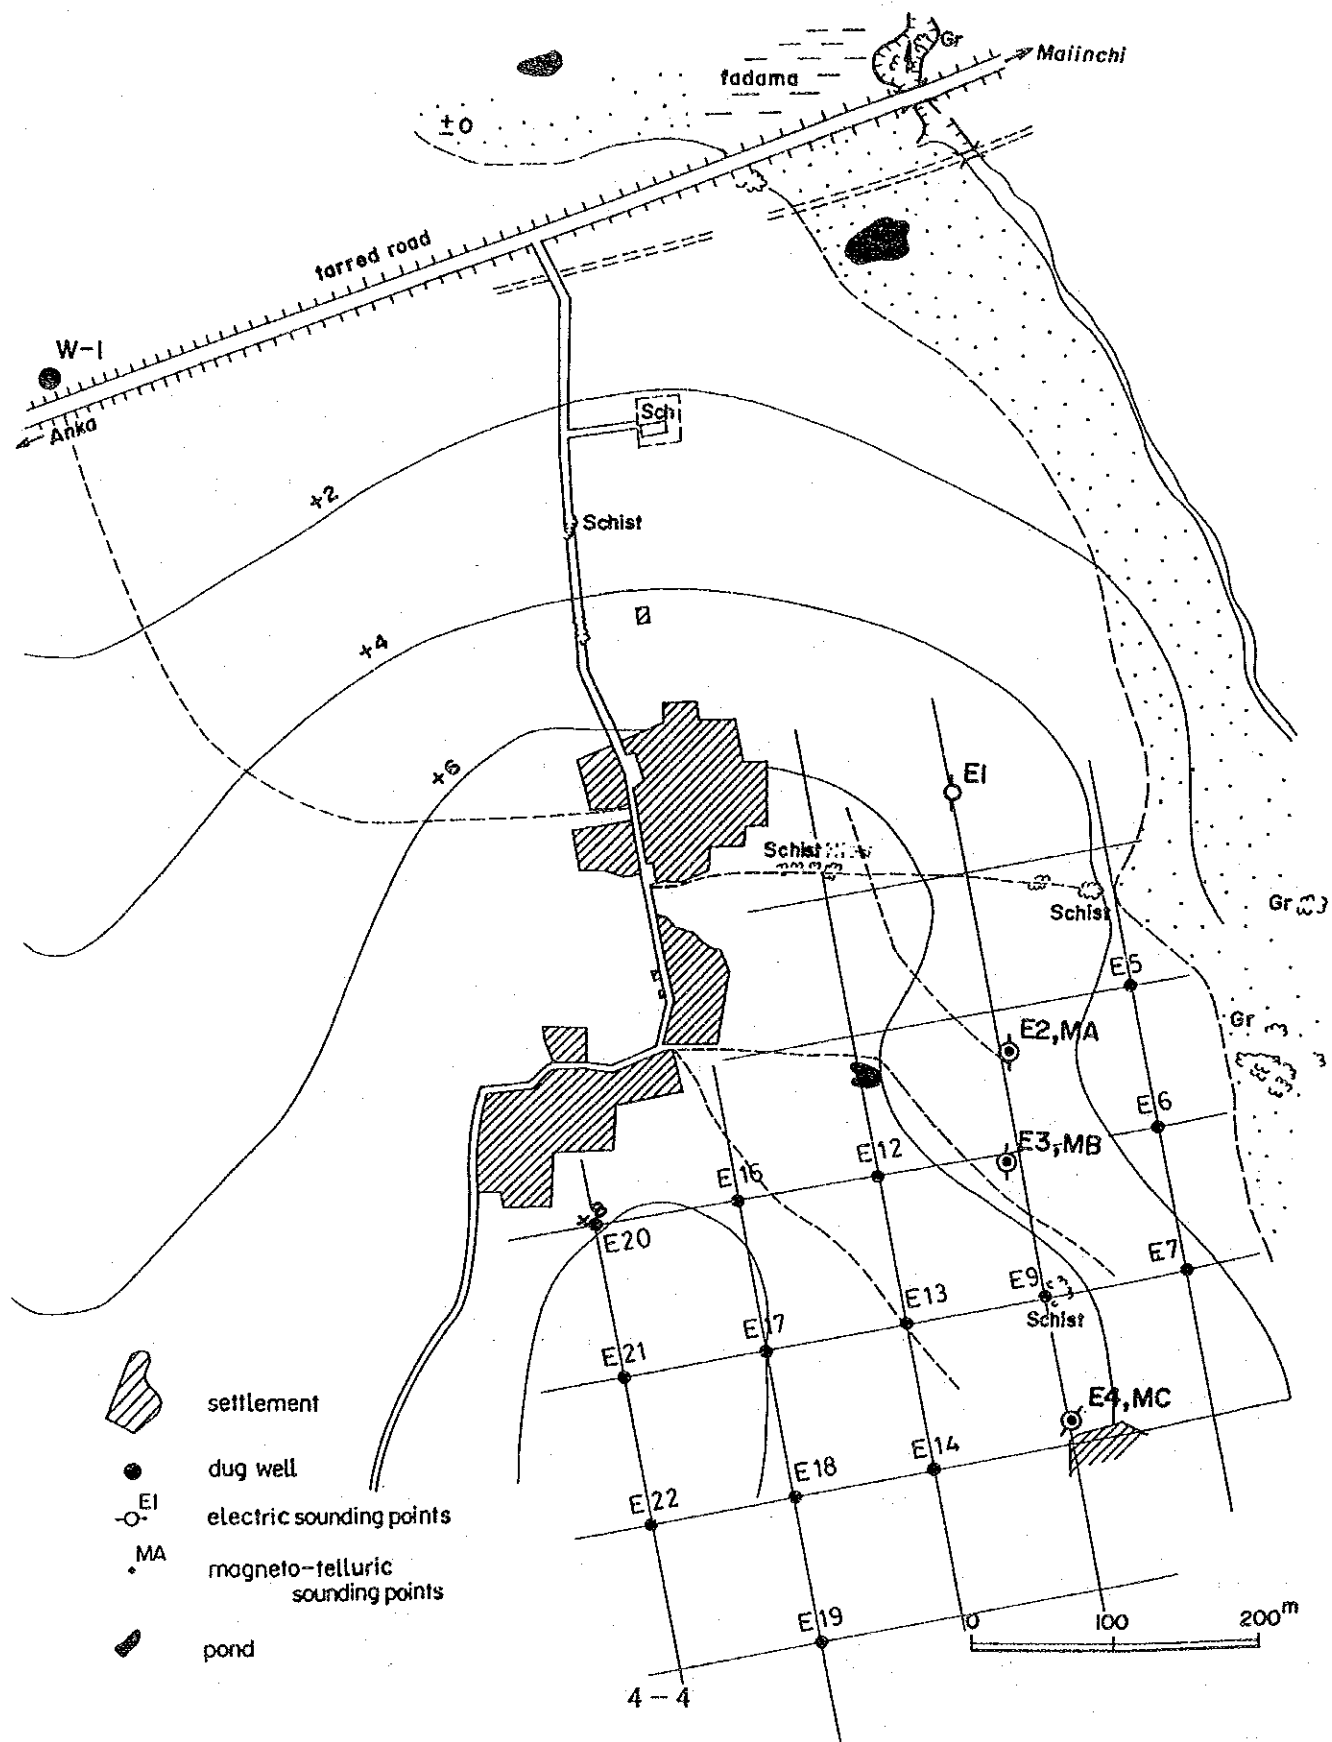 Gr
Maiinchi
fadama
±0
tarred road
W-1
Anka
Sch
+2
Schist
+4
+6
E1
Schist
Schist
Gr
E5
Gr
E2,MA
E6
E3,MB
E12
E16
+8
E20
E7
E9
E13
Schist
E17
E21
E4,MC
settlement
E14
dug well
E18
E22
E1
electric sounding points
MA
magneto-telluric
sounding points
E19
0 100 200m
pond
4-4